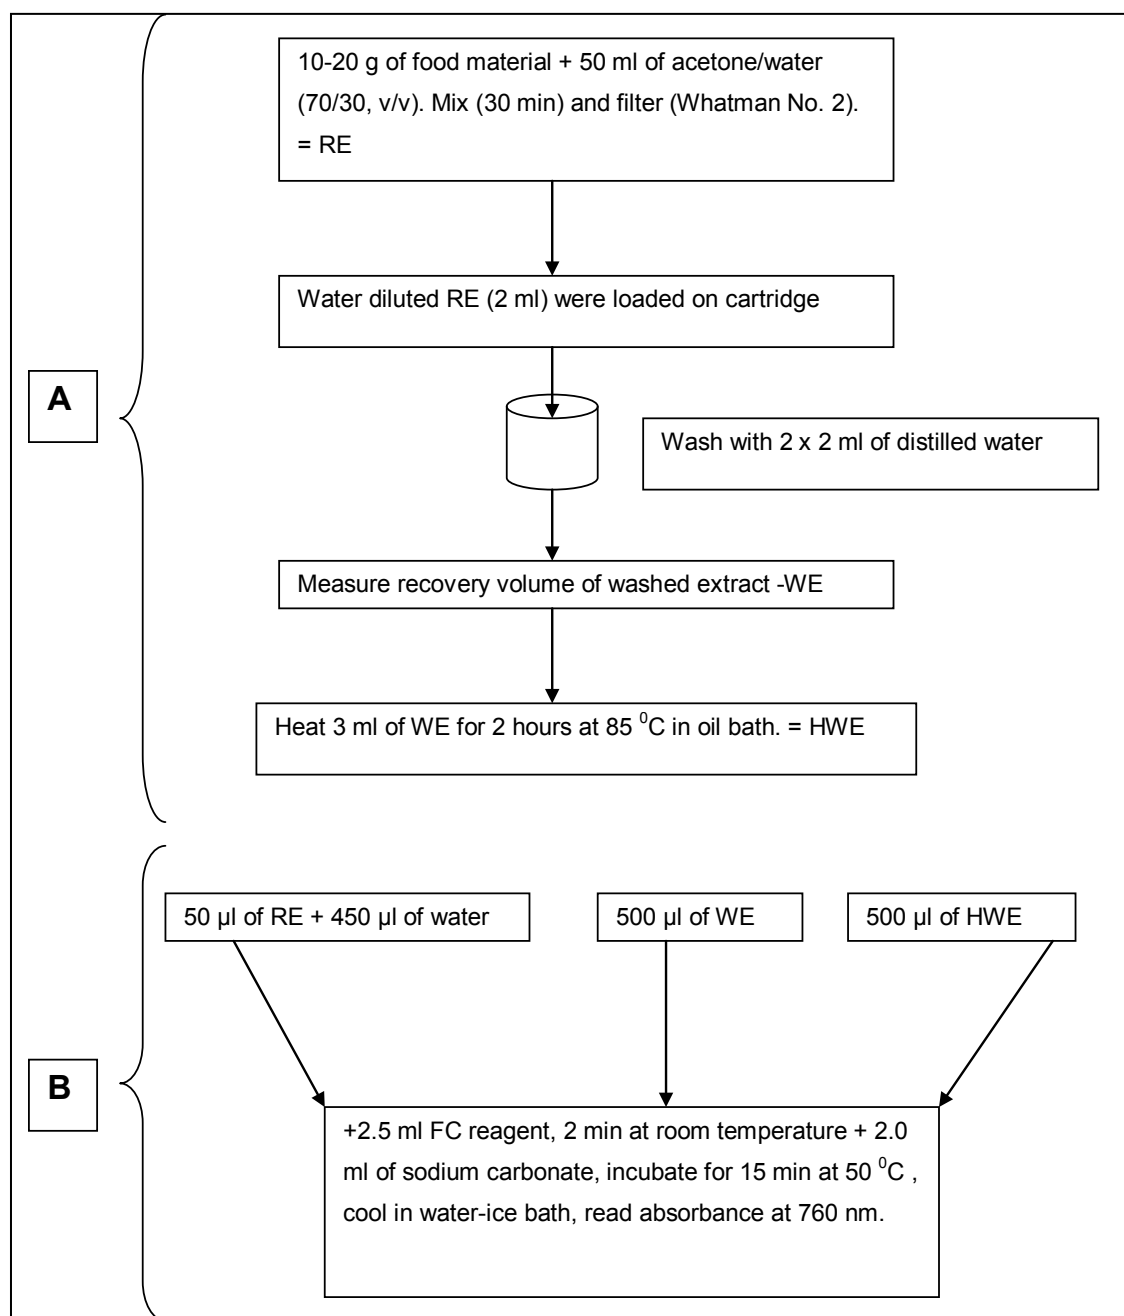 10-20 g of food material + 50 ml of acetone/water
(70/30, v/v). Mix (30 min) and filter (Whatman No. 2).
= RE
Water diluted RE (2 ml) were loaded on cartridge
A
Wash with 2 x 2 ml of distilled water
Measure recovery volume of washed extract -WE
Heat 3 ml of WE for 2 hours at 85 ⁰C in oil bath. = HWE
50 µl of RE + 450 µl of water
500 µl of WE
500 µl of HWE
B
+2.5 ml FC reagent, 2 min at room temperature + 2.0
ml of sodium carbonate, incubate for 15 min at 50 ⁰C ,
cool in water-ice bath, read absorbance at 760 nm.